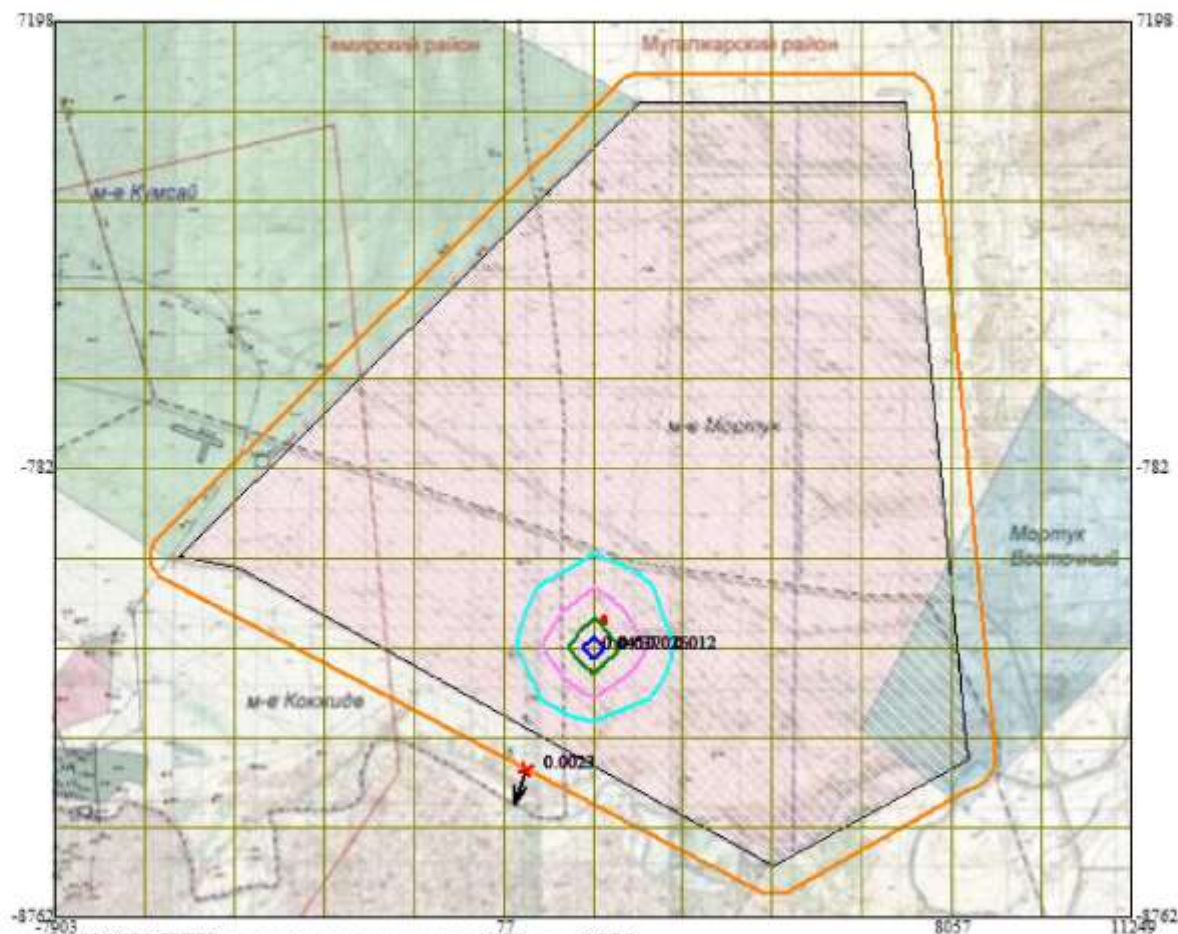 7198
7198
Темирский район
Мугалжарский район
м-е Кумсай
м-е Мортук
-782
-782
Мортук
Восточный
м-е Кокжиде
0.0023
-8762
-8762
-7903
77
8057
11249